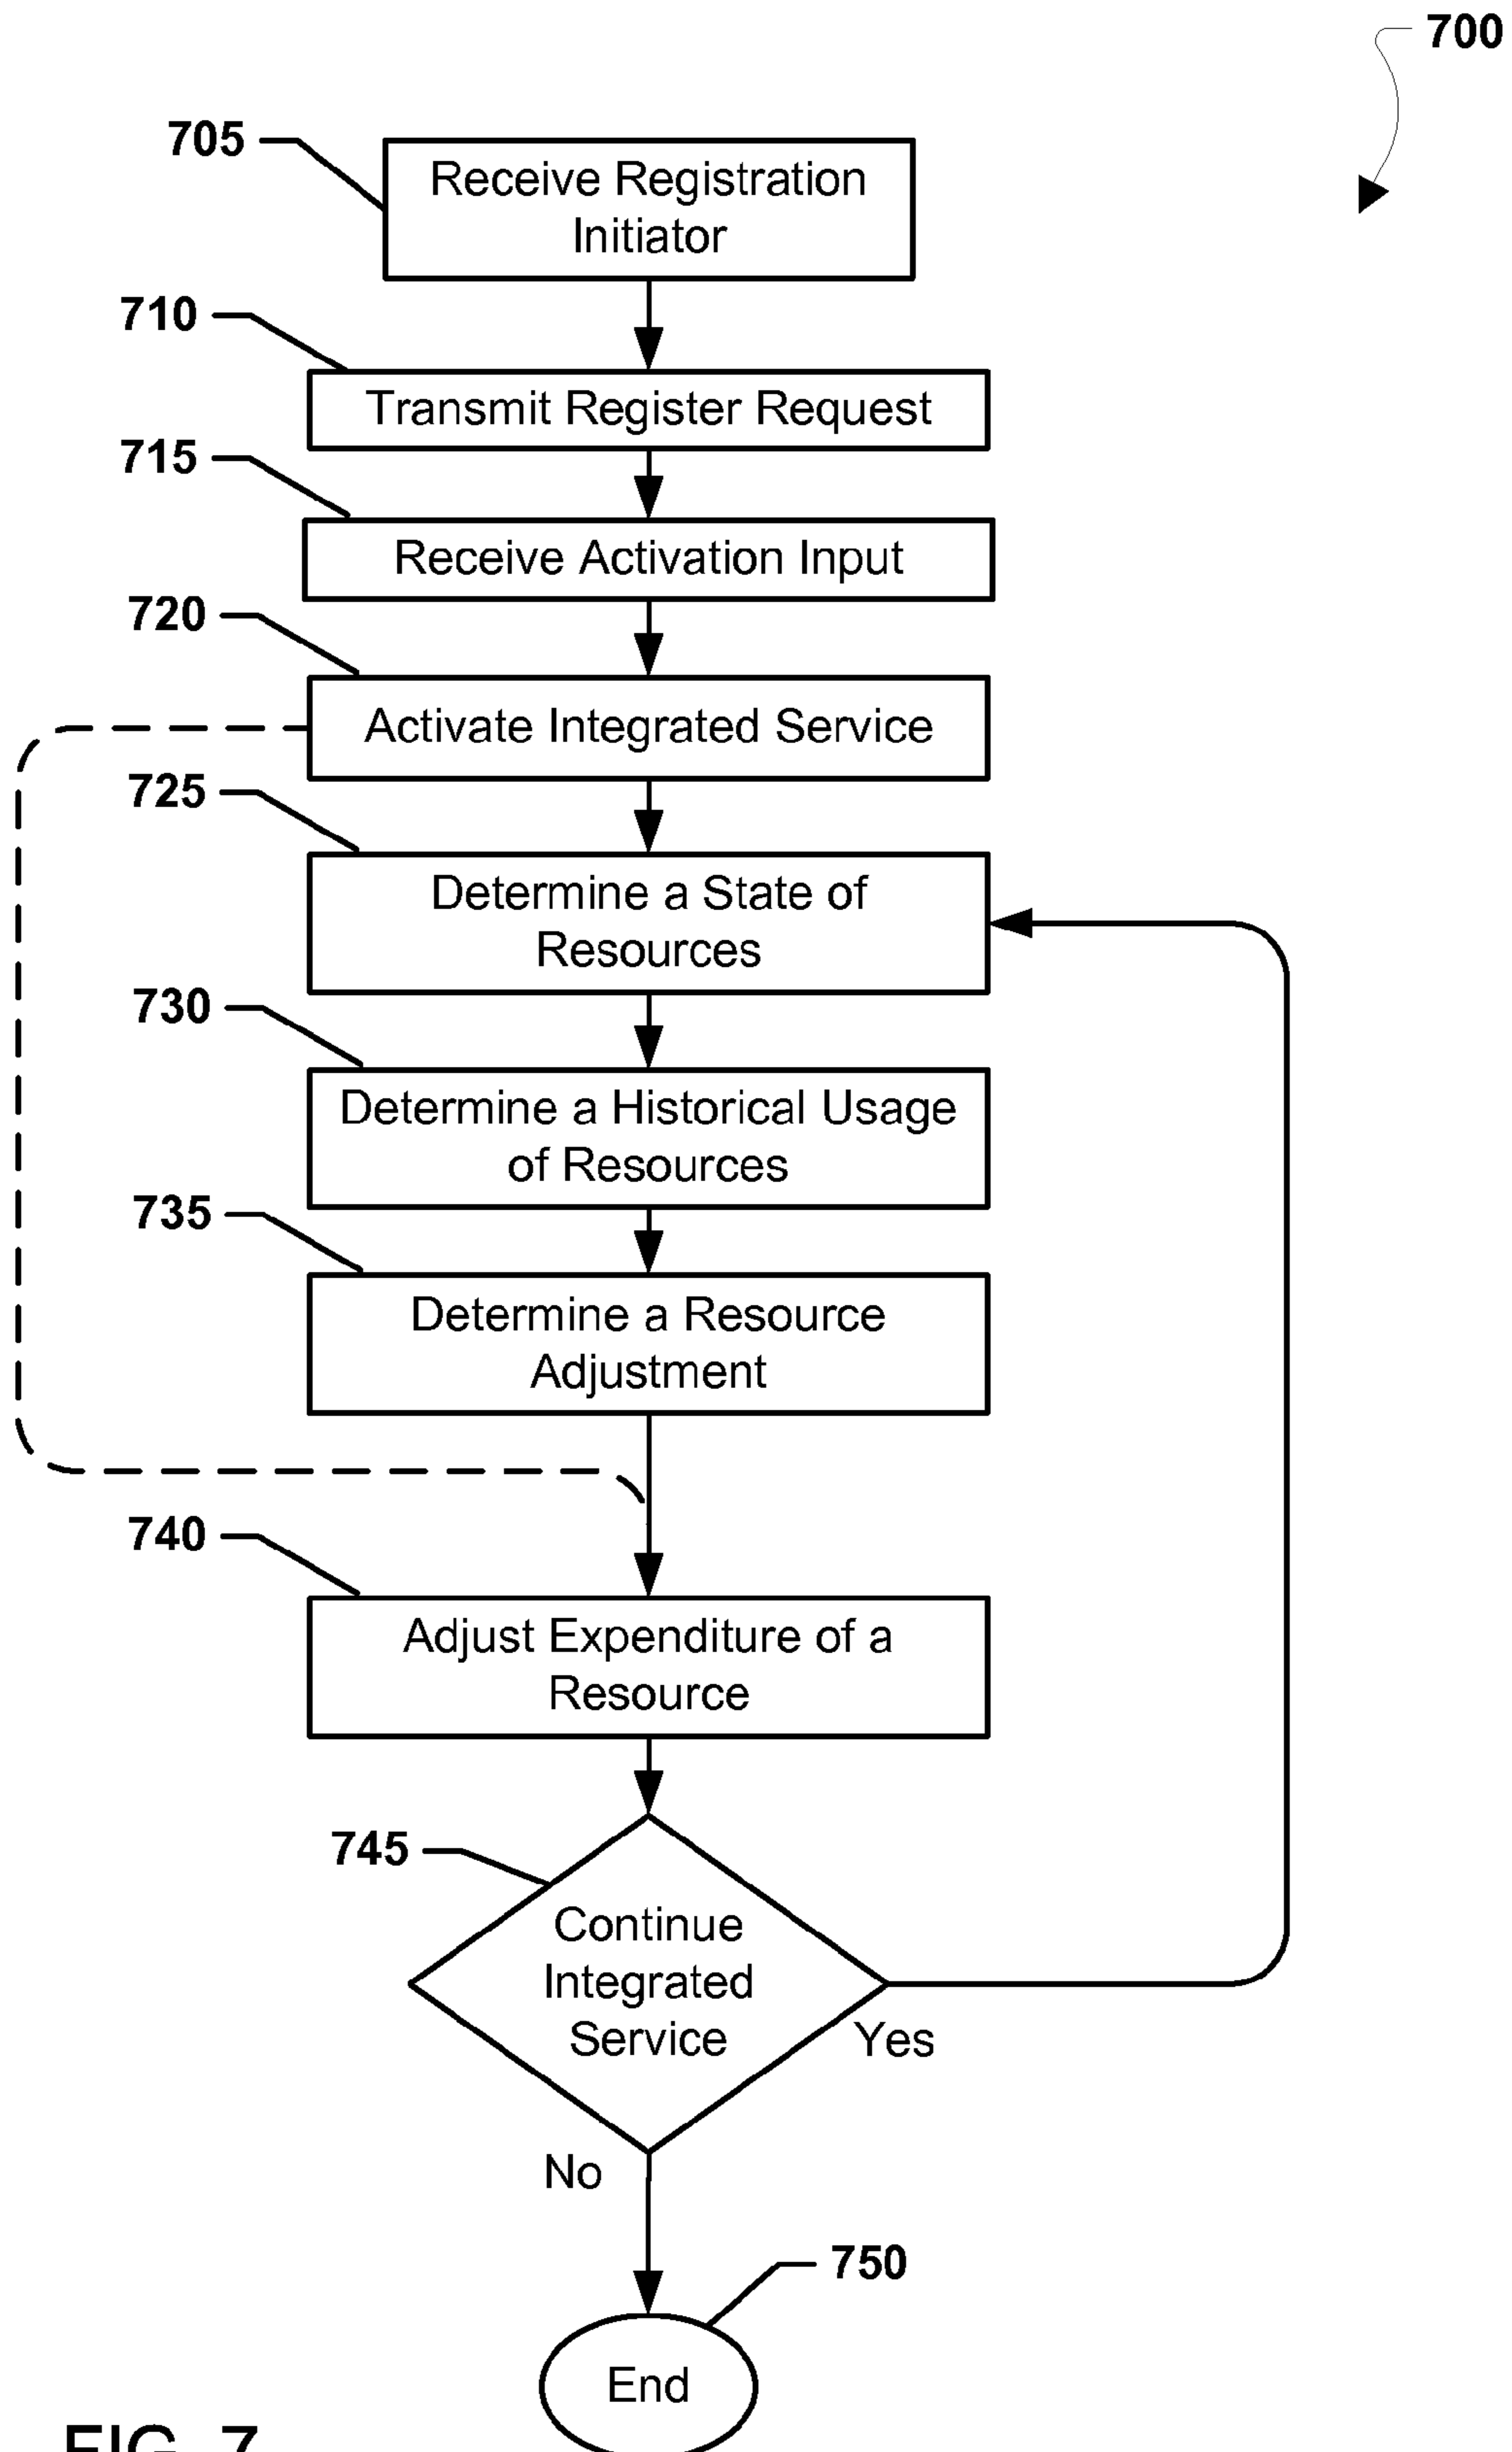 700
705
Receive Registration
Initiator
710
Transmit Register Request
715
Receive Activation Input
720
Activate Integrated Service
725
Determine a State of
Resources
730
Determine a Historical Usage
of Resources
735
Determine a Resource
Adjustment
740
Adjust Expenditure of a
Resource
745
Continue
Integrated
Service
Yes
No
750
End
FIG. 7